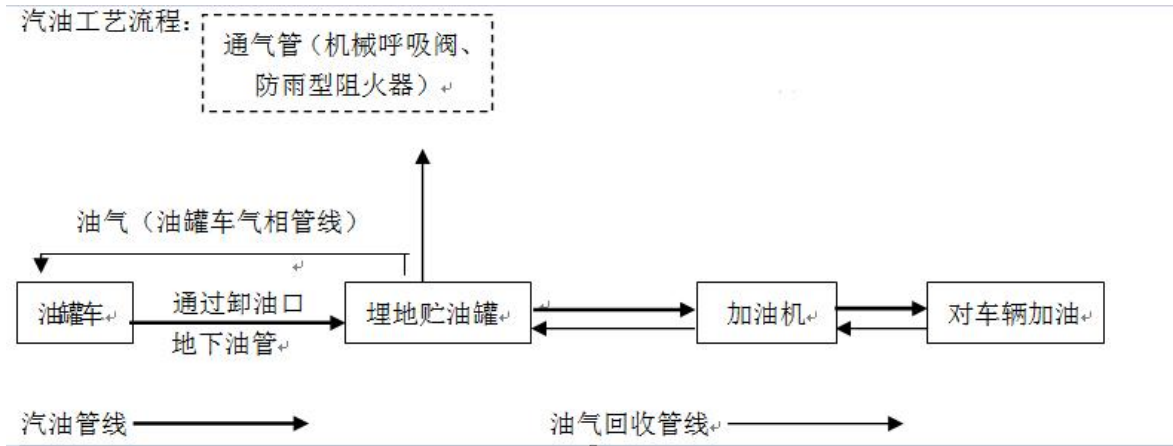 汽油工艺流程：
通气管（机械呼吸阀、
防雨型阻火器）
油气（油罐车气相管线）
油罐车
通过卸油口
地下油管
埋地贮油罐
加油机
对车辆加油
汽油管线
油气回收管线